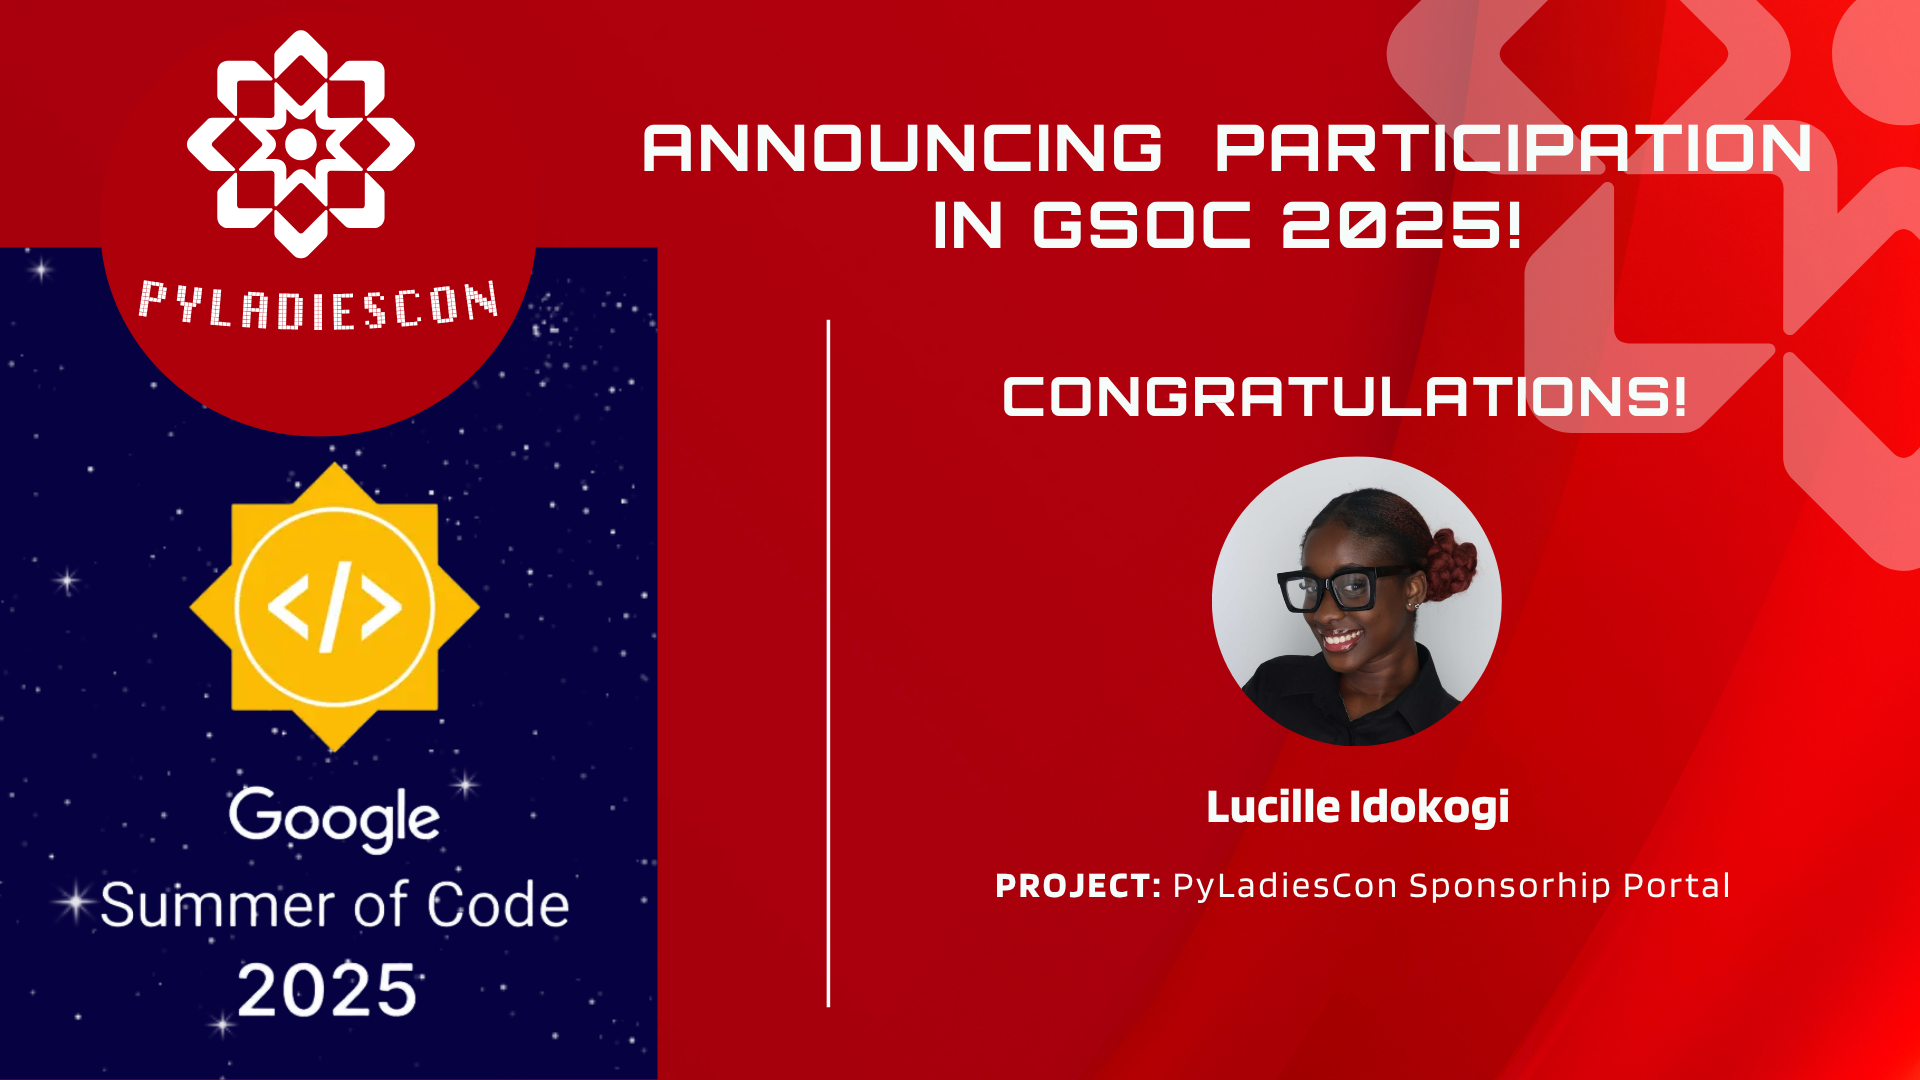 PYLADIESCON
ANNOUNCING PARTICIPATION
IN GSOC 2025!
CONGRATULATIONS!
</>
Google
Summer of Code
2025
Lucille Idokogi
PROJECT: PyLadiesCon Sponsorhip Portal